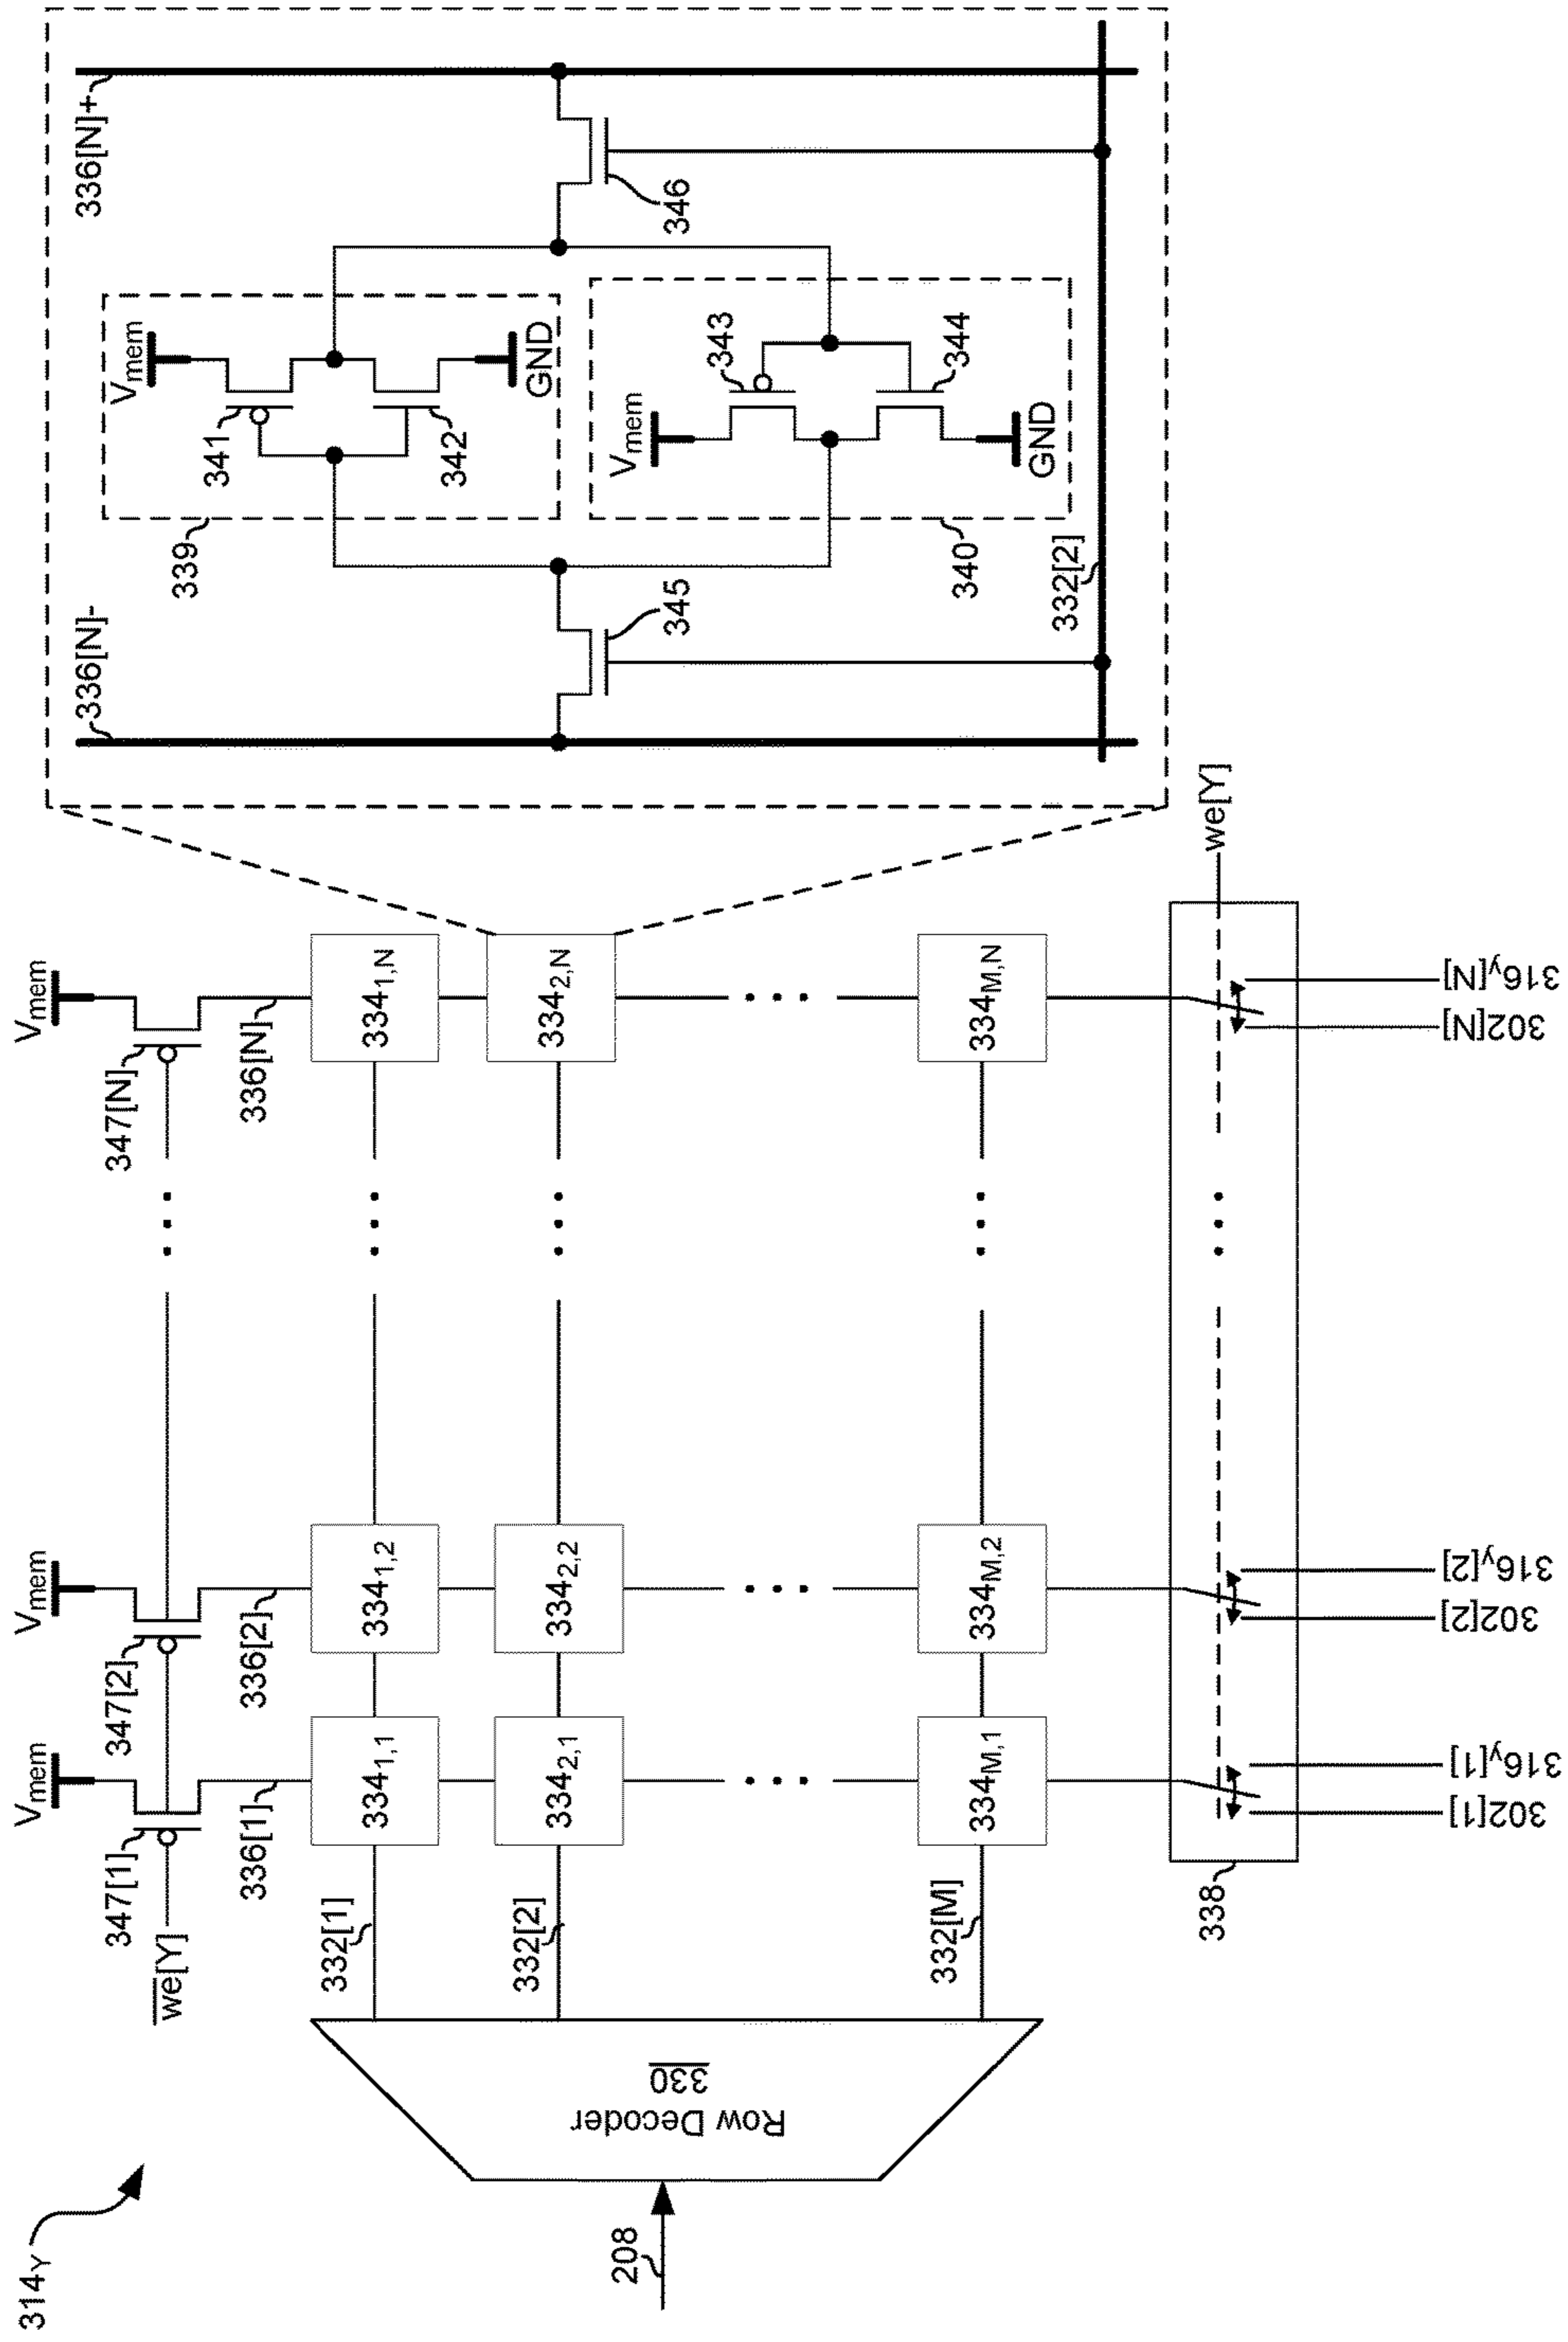 314Y
208
Row Decoder
330
we[Y]
347[1]
347[2]
347[N]
Vmem
Vmem
Vmem
336[1]
336[2]
336[N]
332[1]
332[2]
332[M]
3341,1
3341,2
3341,N
3342,1
3342,2
3342,N
334M,1
334M,2
334M,N
338
we[Y]
302[1]
316y[1]
302[2]
316y[2]
302[N]
316y[N]
336[N]-
336[N]+
339
341
342
Vmem
GND
340
343
344
Vmem
GND
345
346
332[2]